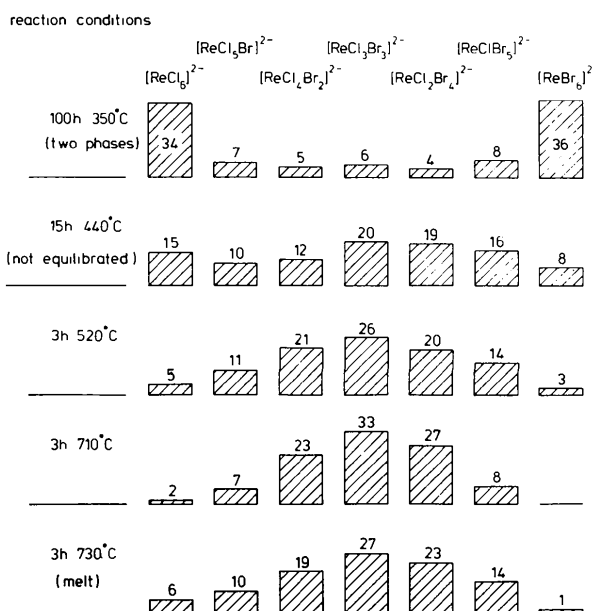 reaction conditions
[ReCl₅Br]²⁻ [ReCl₃Br₃]²⁻ [ReClBr₅]²⁻
[ReCl₆]²⁻ [ReCl₄Br₂]²⁻ [ReCl₂Br₄]²⁻ [ReBr₆]²
100h 350°C
(two phases)
34 7 5 6 4 8 36
15h 440°C
(not equilibrated)
15 10 12 20 19 16 8
3h 520°C
5 11 21 26 20 14 3
3h 710°C
2 7 23 33 27 8
3h 730°C
(melt)
6 10 19 27 23 14 1